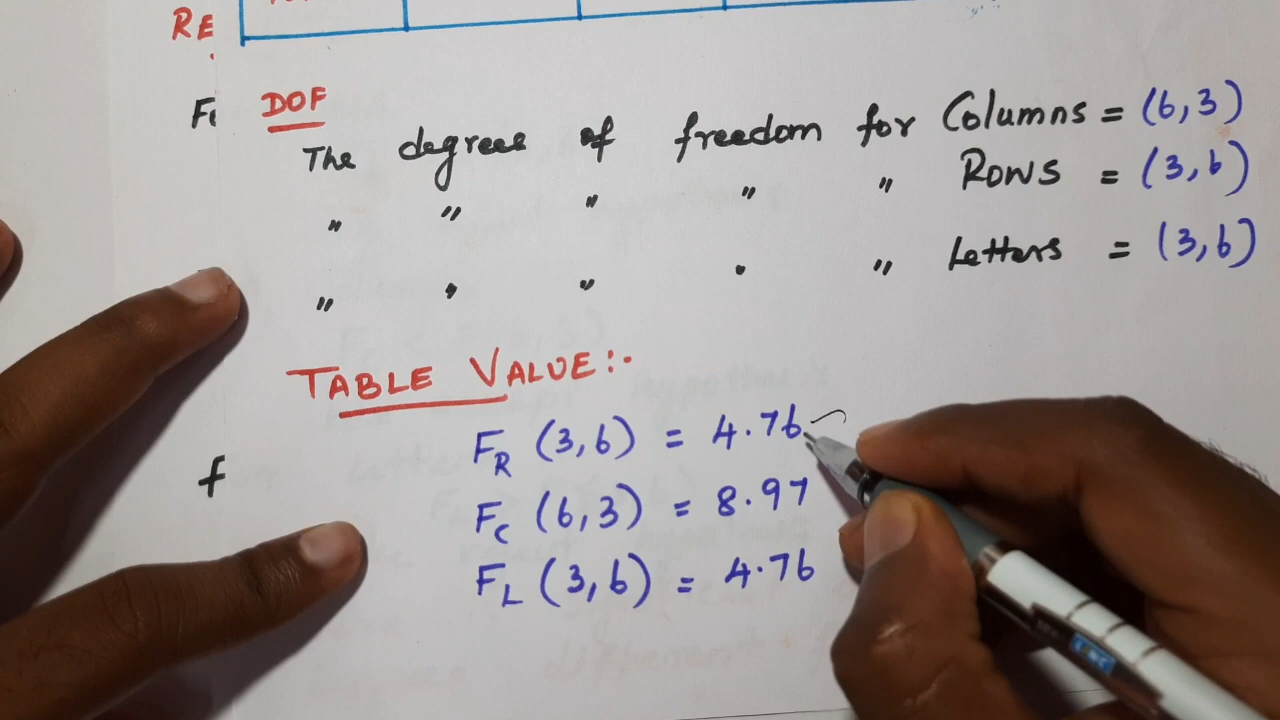 RE
DOF
The degrees of freedom for Columns = (6,3)
" " " " " Rows = (3,6)
" " " " " Letters = (3,6)
TABLE VALUE:-
F_R (3,6) = 4.76
F_C (6,3) = 8.97
F_L (3,6) = 4.76